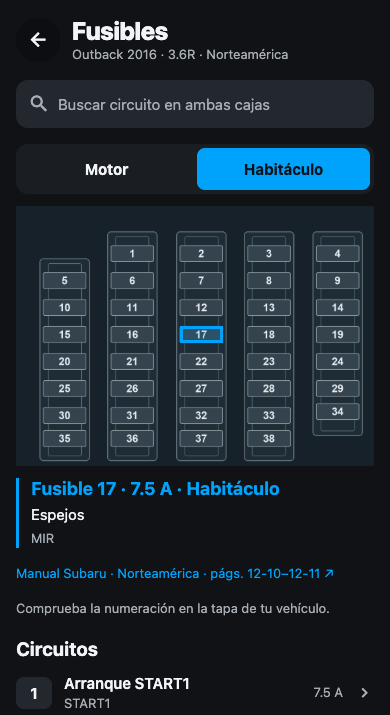 Fusibles
Outback 2016 · 3.6R · Norteamérica
Buscar circuito en ambas cajas
Motor Habitáculo
1 2 3 4
5 6 7 8 9
10 11 12 13 14
15 16 17 18 19
20 21 22 23 24
25 26 27 28 29
30 31 32 33 34
35 36 37 38
Fusible 17 · 7.5 A · Habitáculo
Espejos
MIR
Manual Subaru · Norteamérica · págs. 12-10–12-11 ↗
Comprueba la numeración en la tapa de tu vehículo.
Circuitos
1 Arranque START1 7.5 A
START1